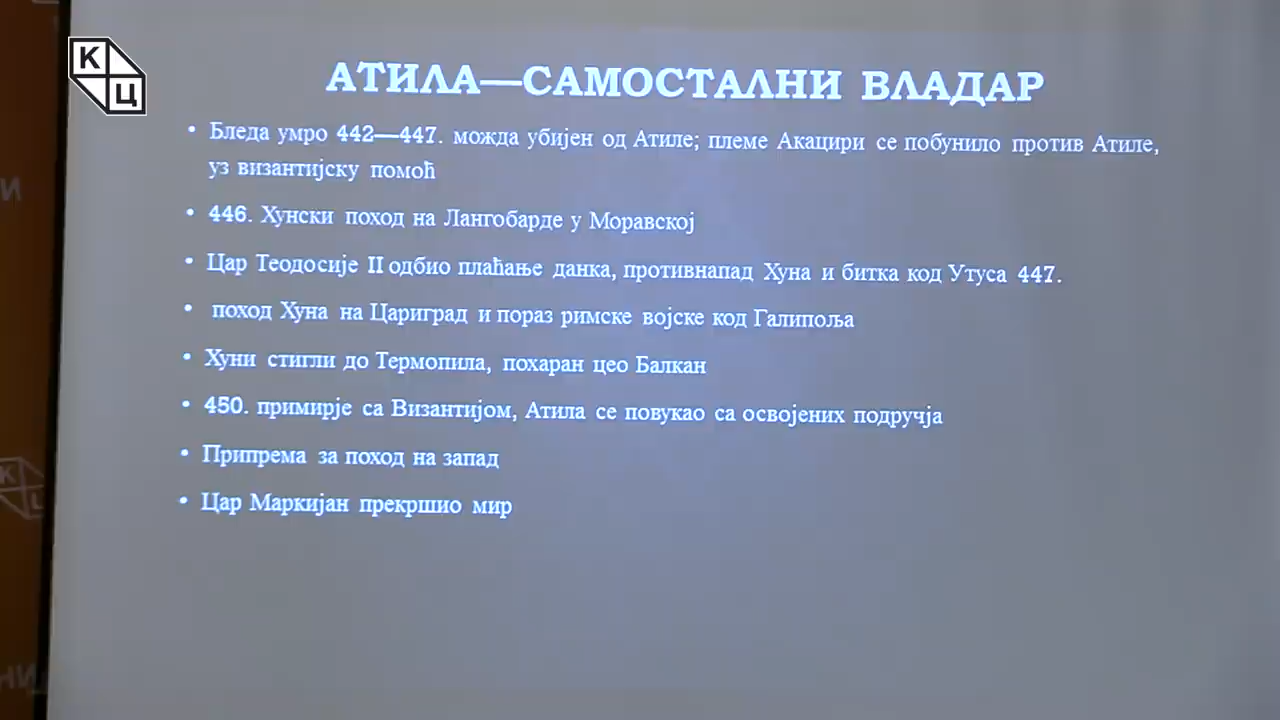 К
Ц
АТИЛА—САМОСТАЛНИ ВЛАДАР
• Бледа умро 442—447. можда убијен од Атиле; племе Акацири се побунило против Атиле,
уз византијску помоћ
• 446. Хунски поход на Лангобарде у Моравској
• Цар Теодосије II одбио плаћање данка, противнапад Хуна и битка код Утуса 447.
• поход Хуна на Цариград и пораз римске војске код Галипоља
• Хуни стигли до Термопила, похаран цео Балкан
• 450. примирје са Византијом, Атила се повукао са освојених подручја
• Припрема за поход на запад
• Цар Маркијан прекршио мир